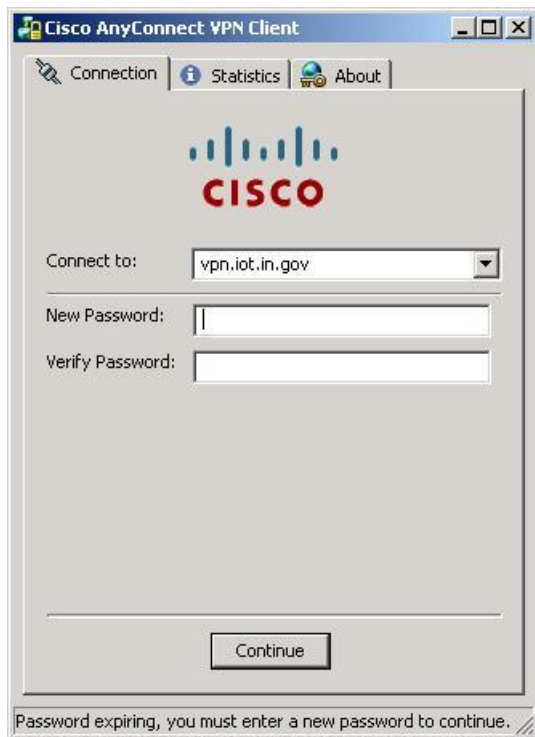 Cisco AnyConnect VPN Client
Connection Statistics About
CISCO
Connect to: vpn.iot.in.gov
New Password:
Verify Password:
Continue
Password expiring, you must enter a new password to continue.